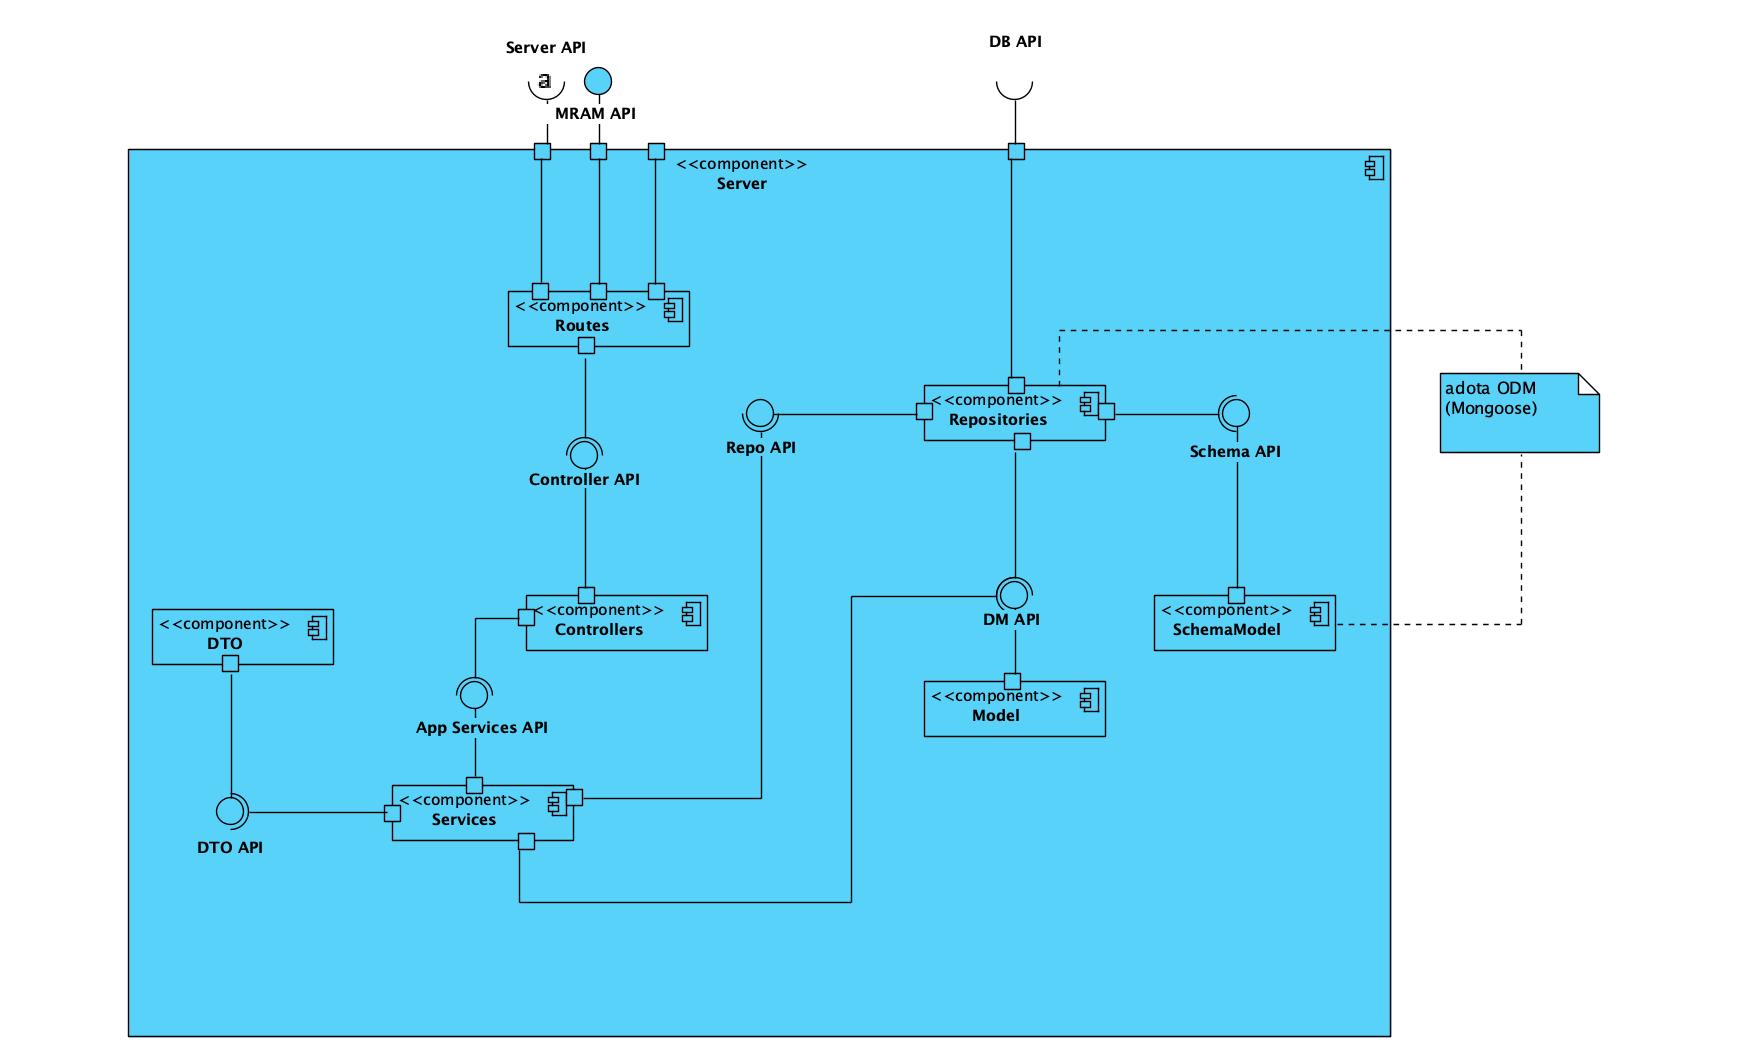 Server API
DB API
a
MRAM API
<<component>>
Server
<<component>>
Routes
adota ODM
(Mongoose)
<<component>>
Repositories
Repo API
Schema API
Controller API
<<component>>
Controllers
<<component>>
DTO
DM API
<<component>>
SchemaModel
<<component>>
Model
App Services API
<<component>>
Services
DTO API